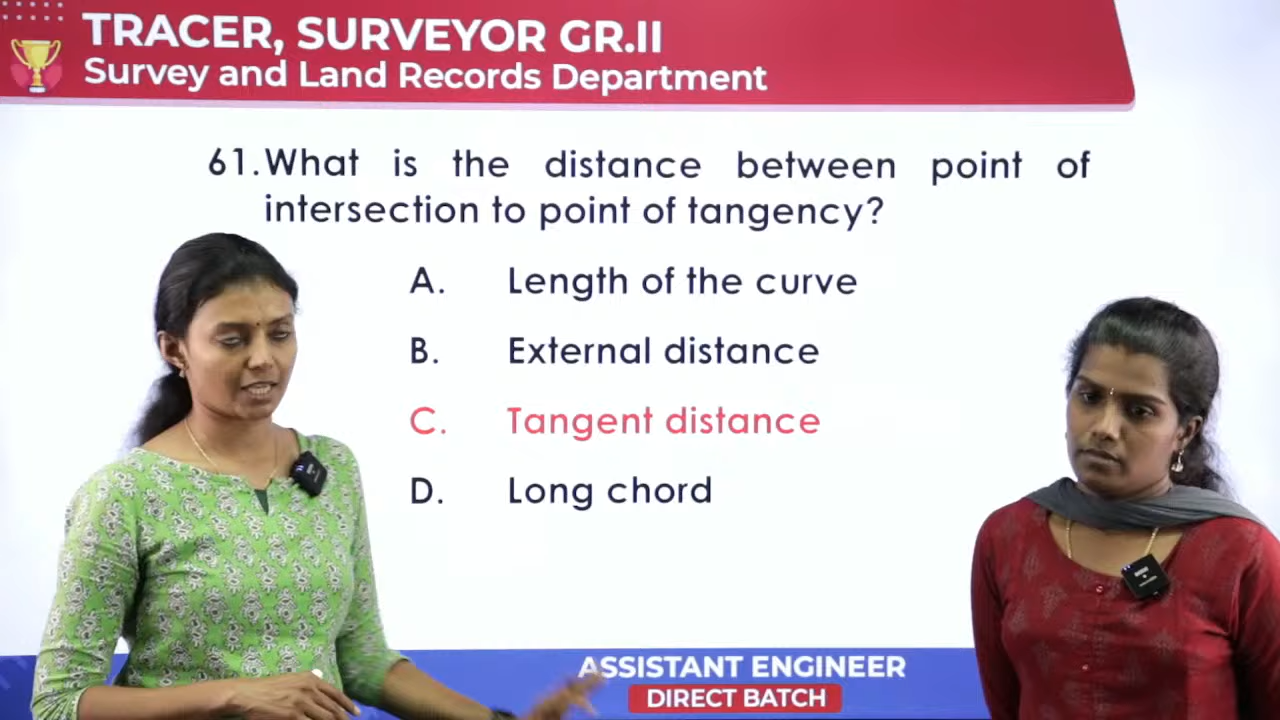 TRACER, SURVEYOR GR.II
Survey and Land Records Department
61. What is the distance between point of
intersection to point of tangency?
A. Length of the curve
B. External distance
C. Tangent distance
D. Long chord
ASSISTANT ENGINEER
DIRECT BATCH